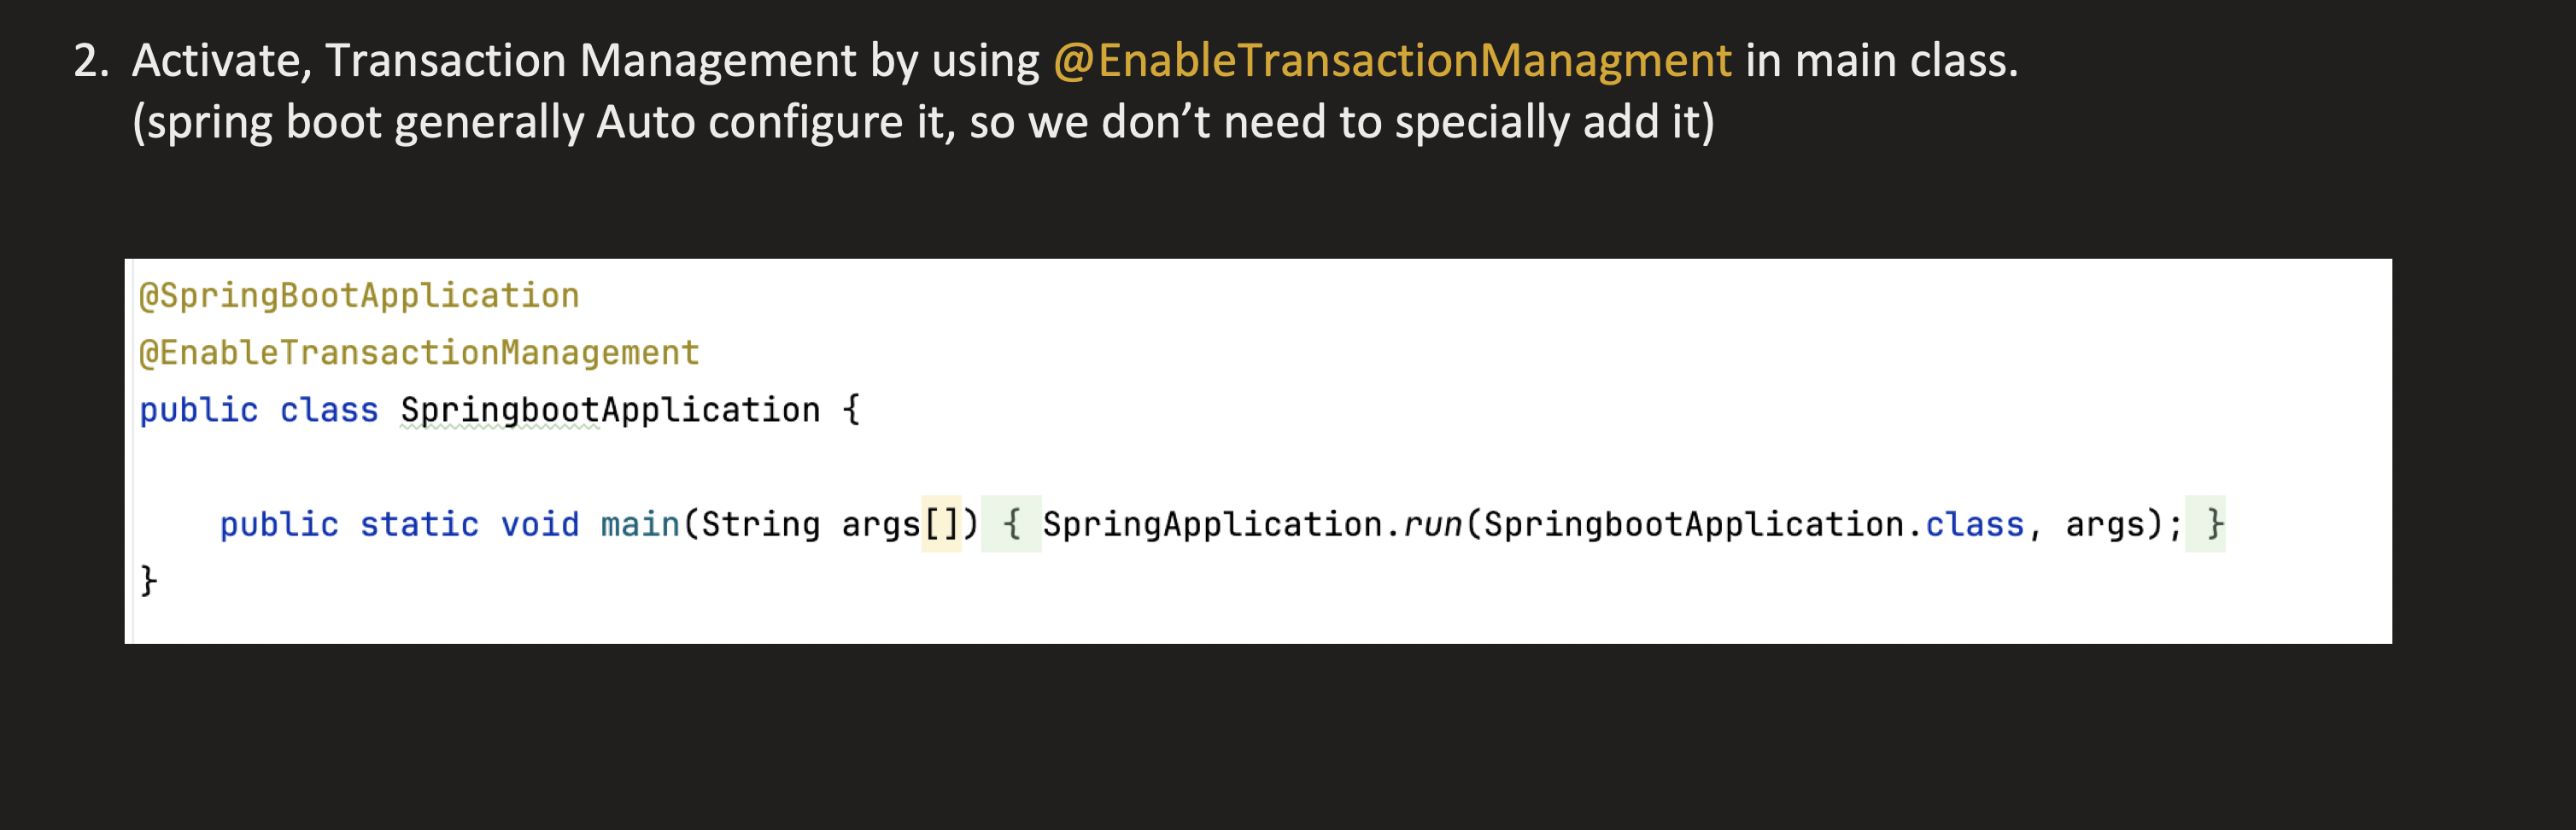 2. Activate, Transaction Management by using @EnableTransactionManagment in main class.
(spring boot generally Auto configure it, so we don’t need to specially add it)
@SpringBootApplication
@EnableTransactionManagement
public class SpringbootApplication {
public static void main(String args[]) { SpringApplication.run(SpringbootApplication.class, args); }
}